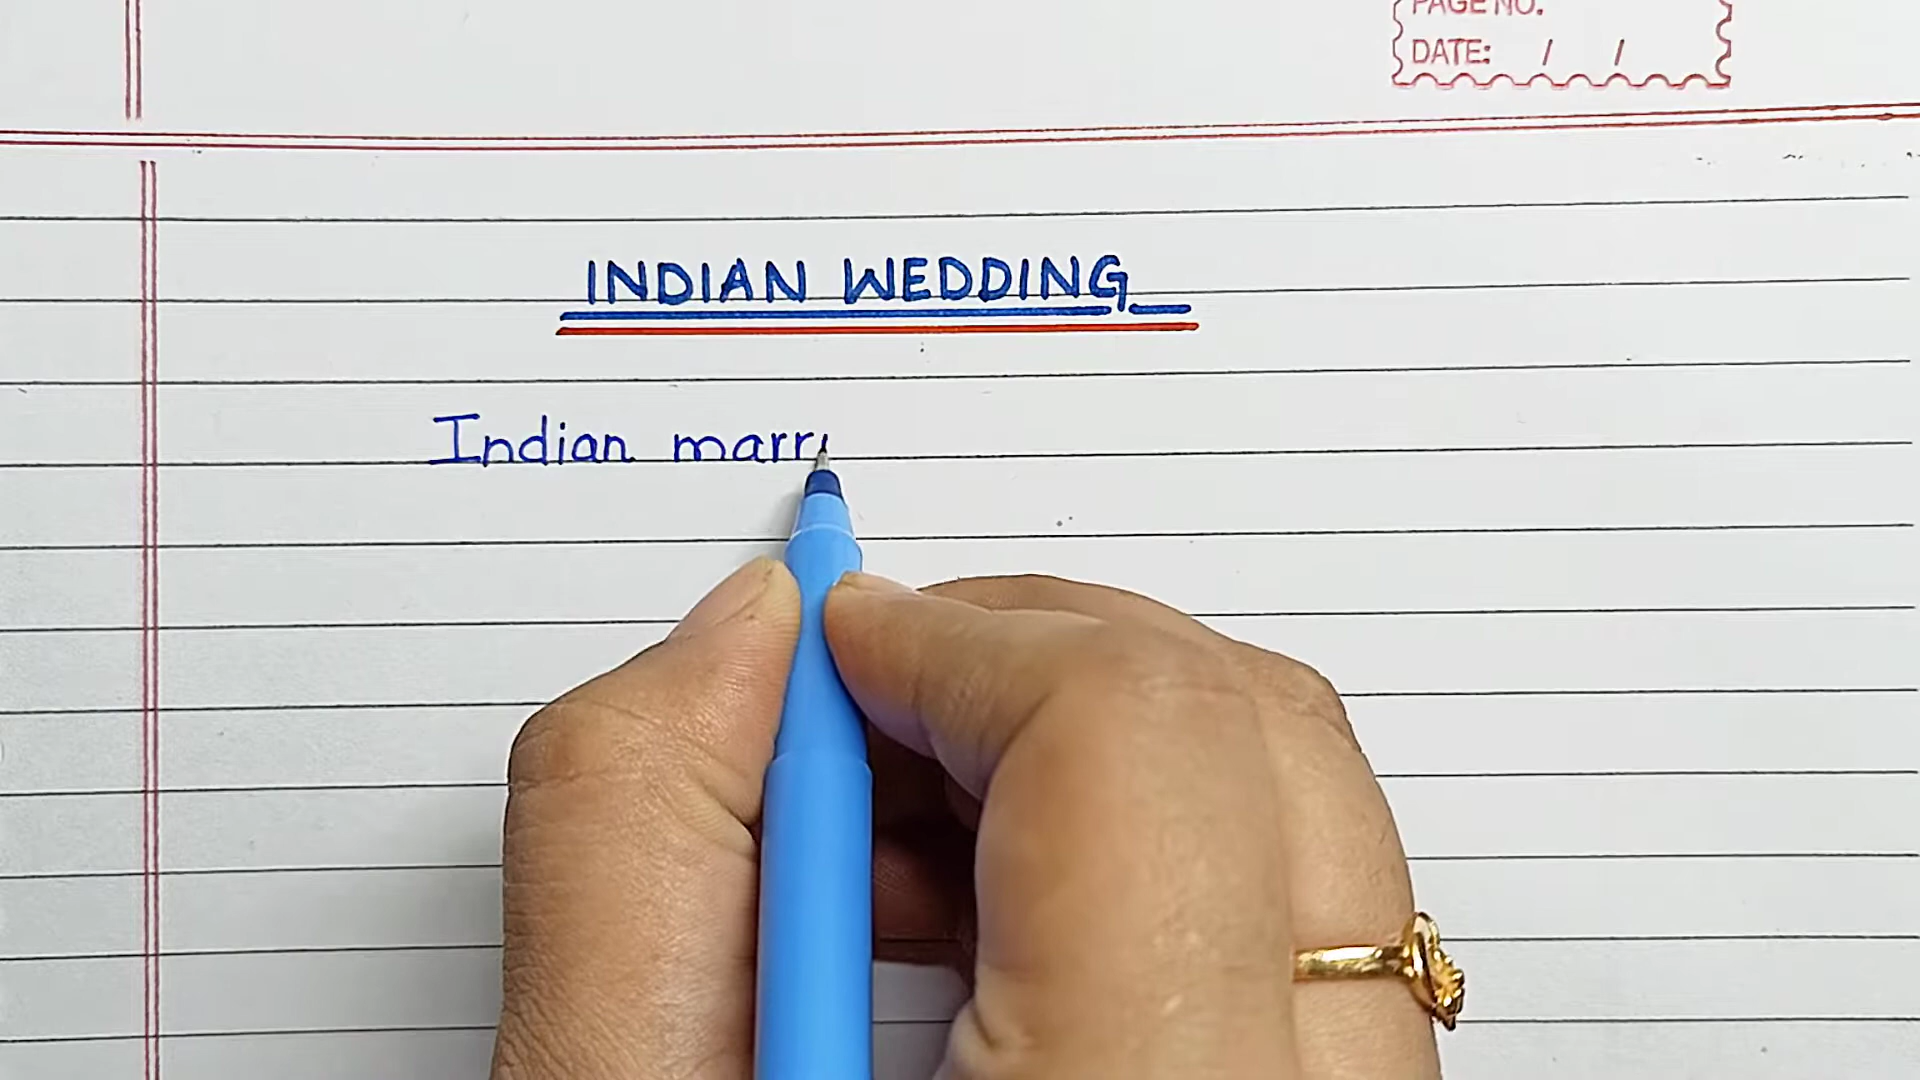 PAGE NO.
DATE: / /
INDIAN WEDDING
Indian marr